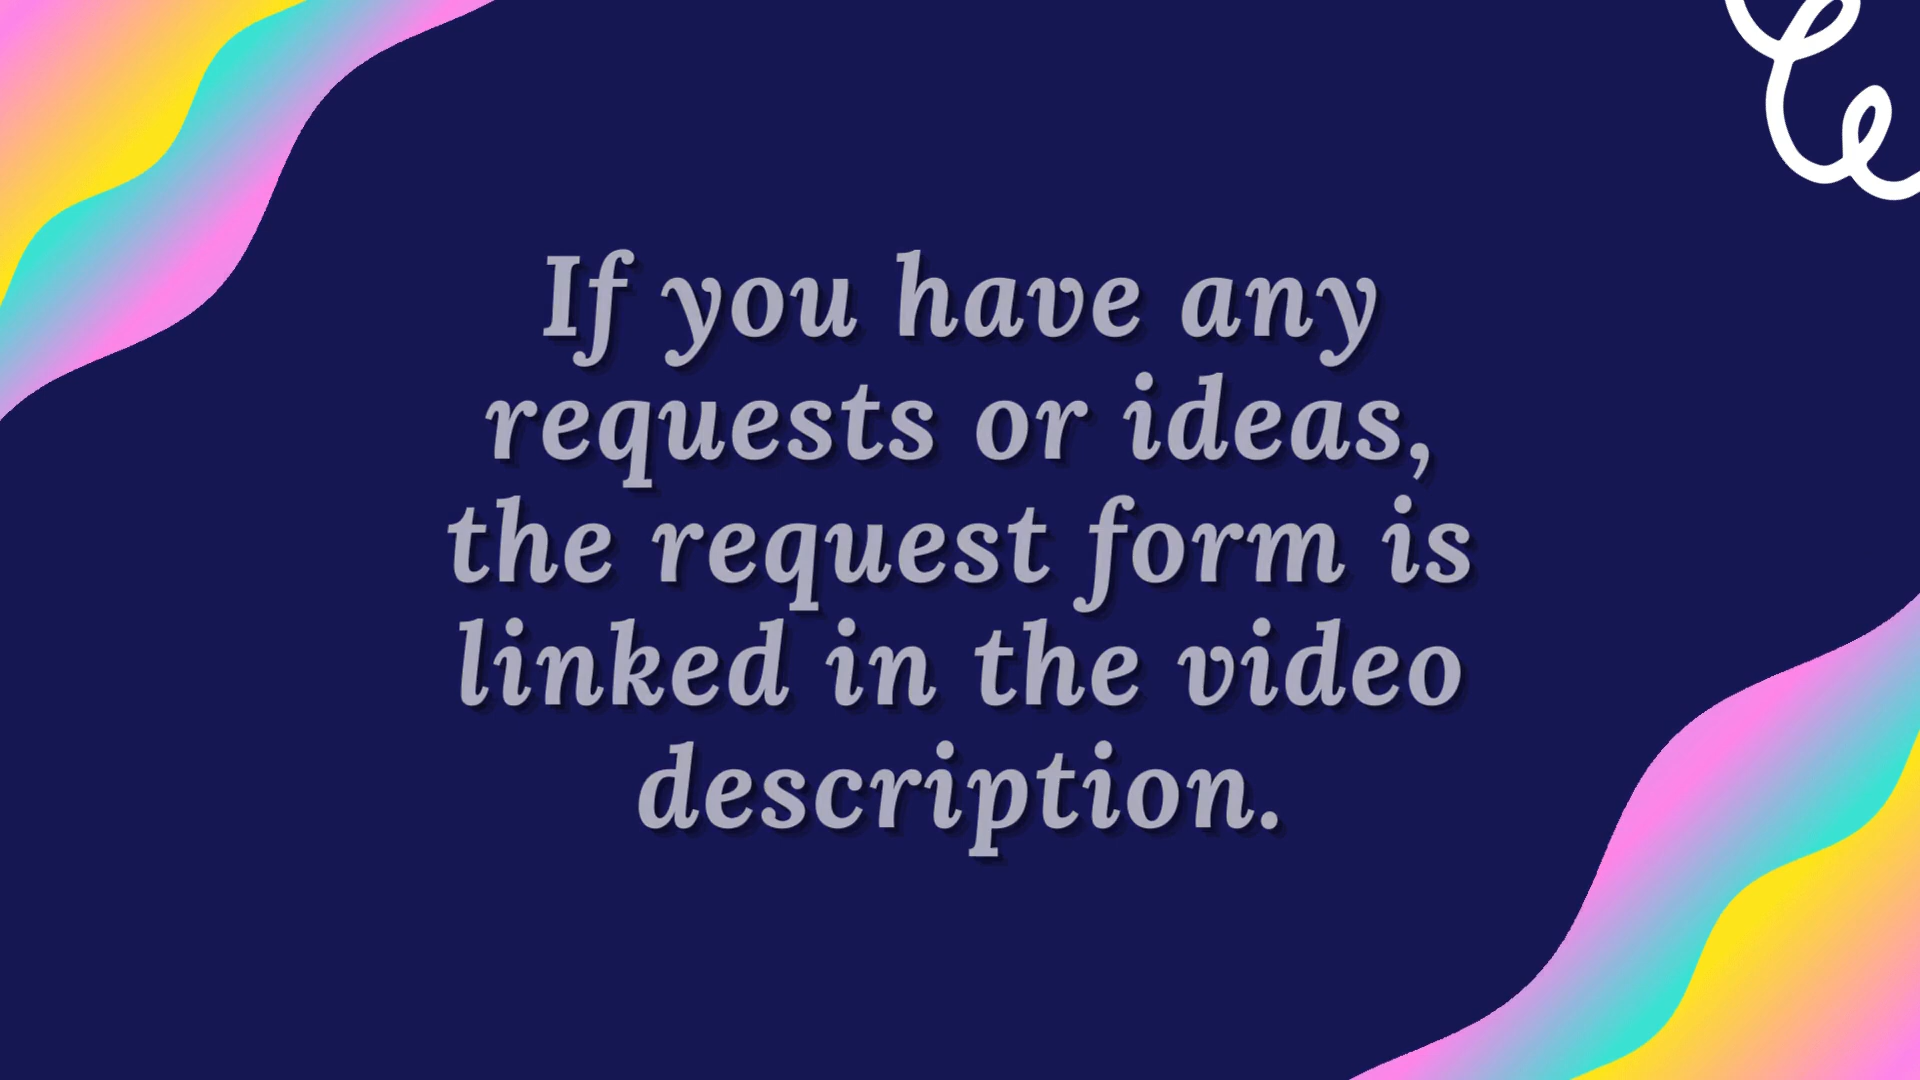 If you have any
requests or ideas,
the request form is
linked in the video
description.